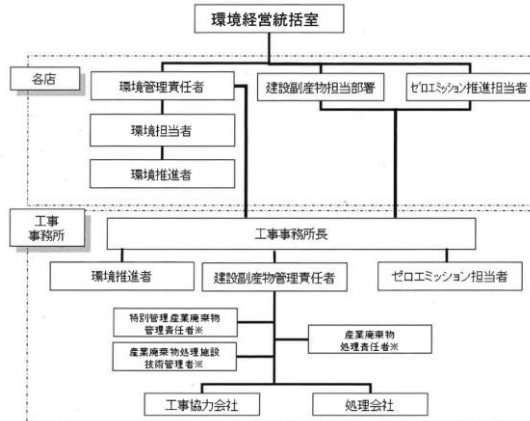 環境経営統括室
各店
環境管理責任者
建設副産物担当部署
ゼロエミッション推進担当者
環境担当者
環境推進者
工事
事務所
工事事務所長
環境推進者
建設副産物管理責任者
ゼロエミッション担当者
特別管理産業廃棄物
管理責任者※
産業廃棄物
処理責任者※
産業廃棄物処理施設
技術管理者※
工事協力会社
処理会社